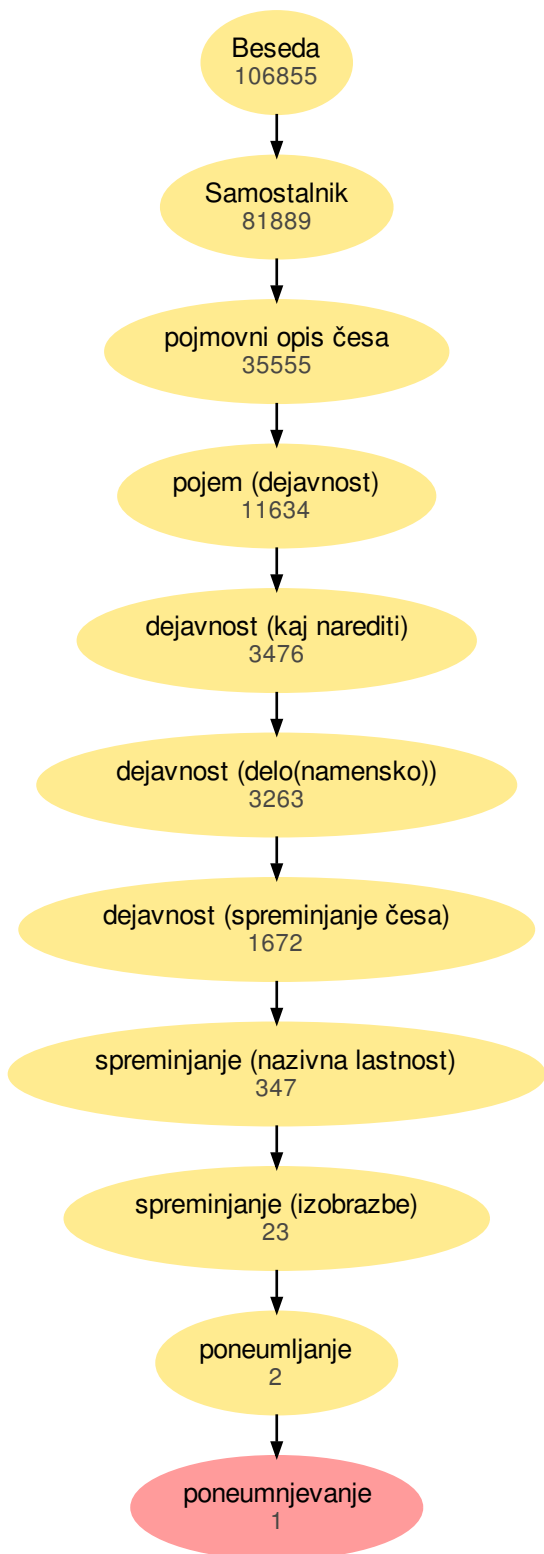 Beseda
106855
Samostalnik
81889
pojmovni opis česa
35555
pojem (dejavnost)
11634
dejavnost (kaj narediti)
3476
dejavnost (delo(namensko))
3263
dejavnost (spreminjanje česa)
1672
spreminjanje (nazivna lastnost)
347
spreminjanje (izobrazbe)
23
poneumljanje
2
poneumnjevanje
1